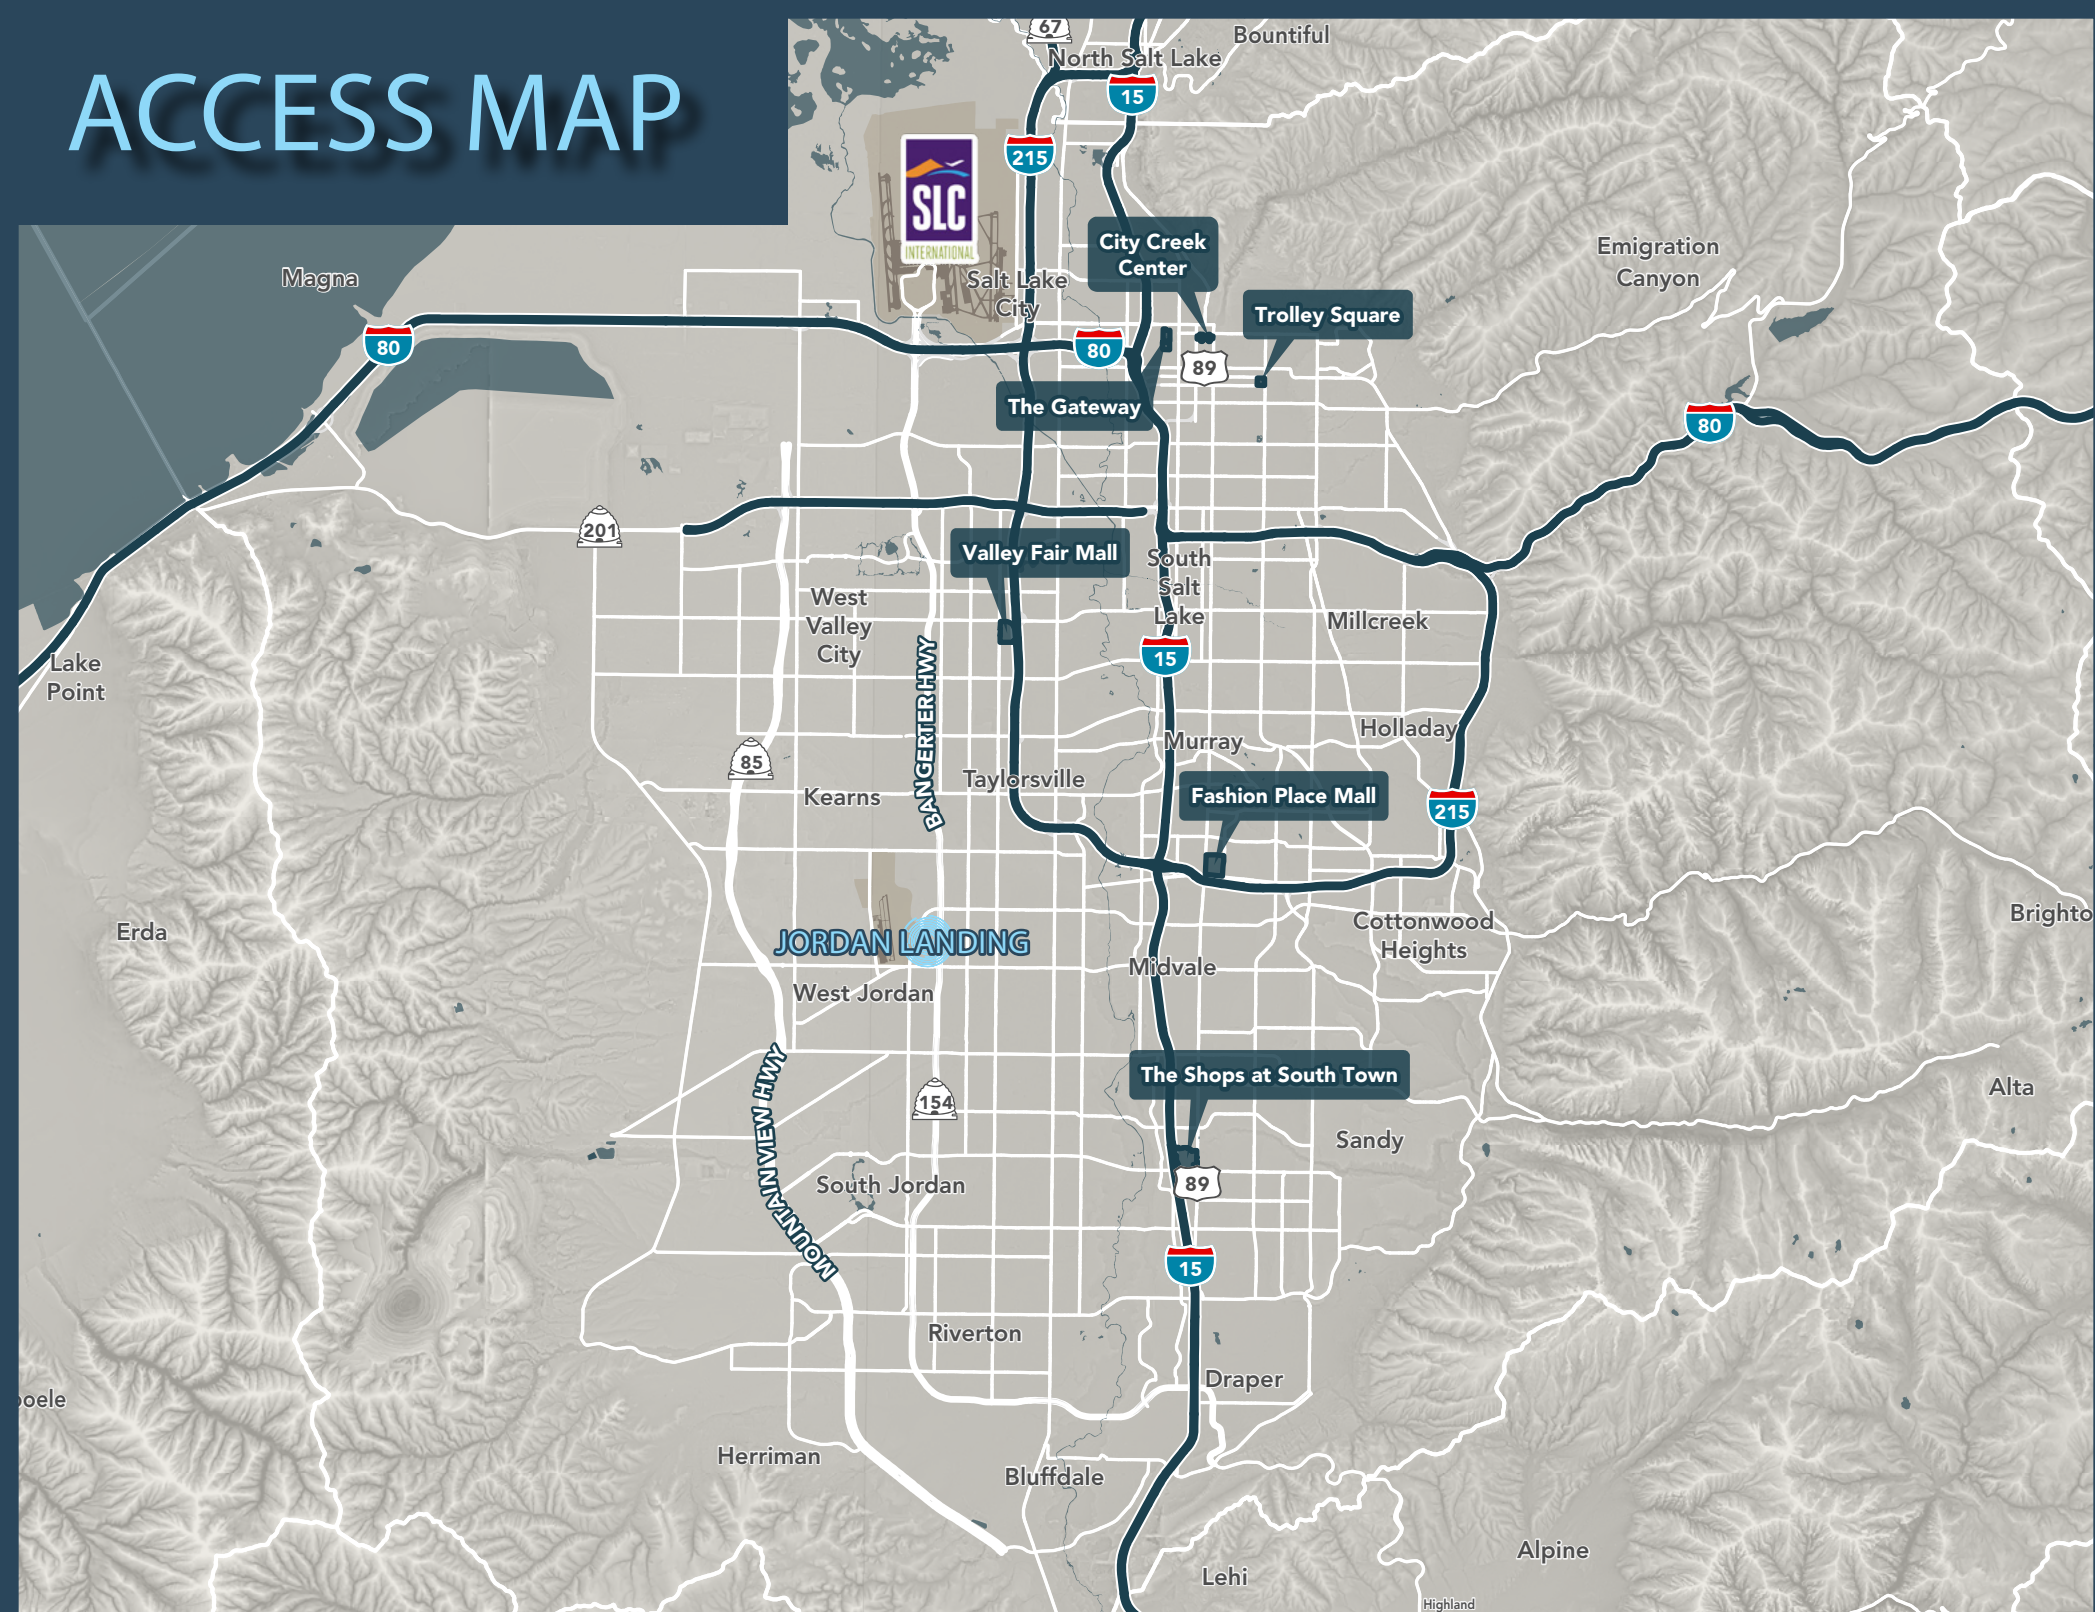 ACCESS MAP
67
Bountiful
North Salt Lake
15
215
SLC
INTERNATIONAL
City Creek
Center
Emigration
Canyon
Magna
Salt Lake
City
Trolley Square
80
80
89
The Gateway
80
201
Valley Fair Mall
South
Salt
Lake
West
Valley
City
Millcreek
15
Lake
Point
BANGERTER HWY
Holladay
Murray
85
Taylorsville
Kearns
Fashion Place Mall
215
Erda
Brighto
Cottonwood
Heights
JORDAN LANDING
Midvale
West Jordan
The Shops at South Town
Alta
154
MOUNTAIN VIEW HWY
Sandy
South Jordan
89
15
Riverton
Draper
ooele
Herriman
Bluffdale
Alpine
Lehi
Highland